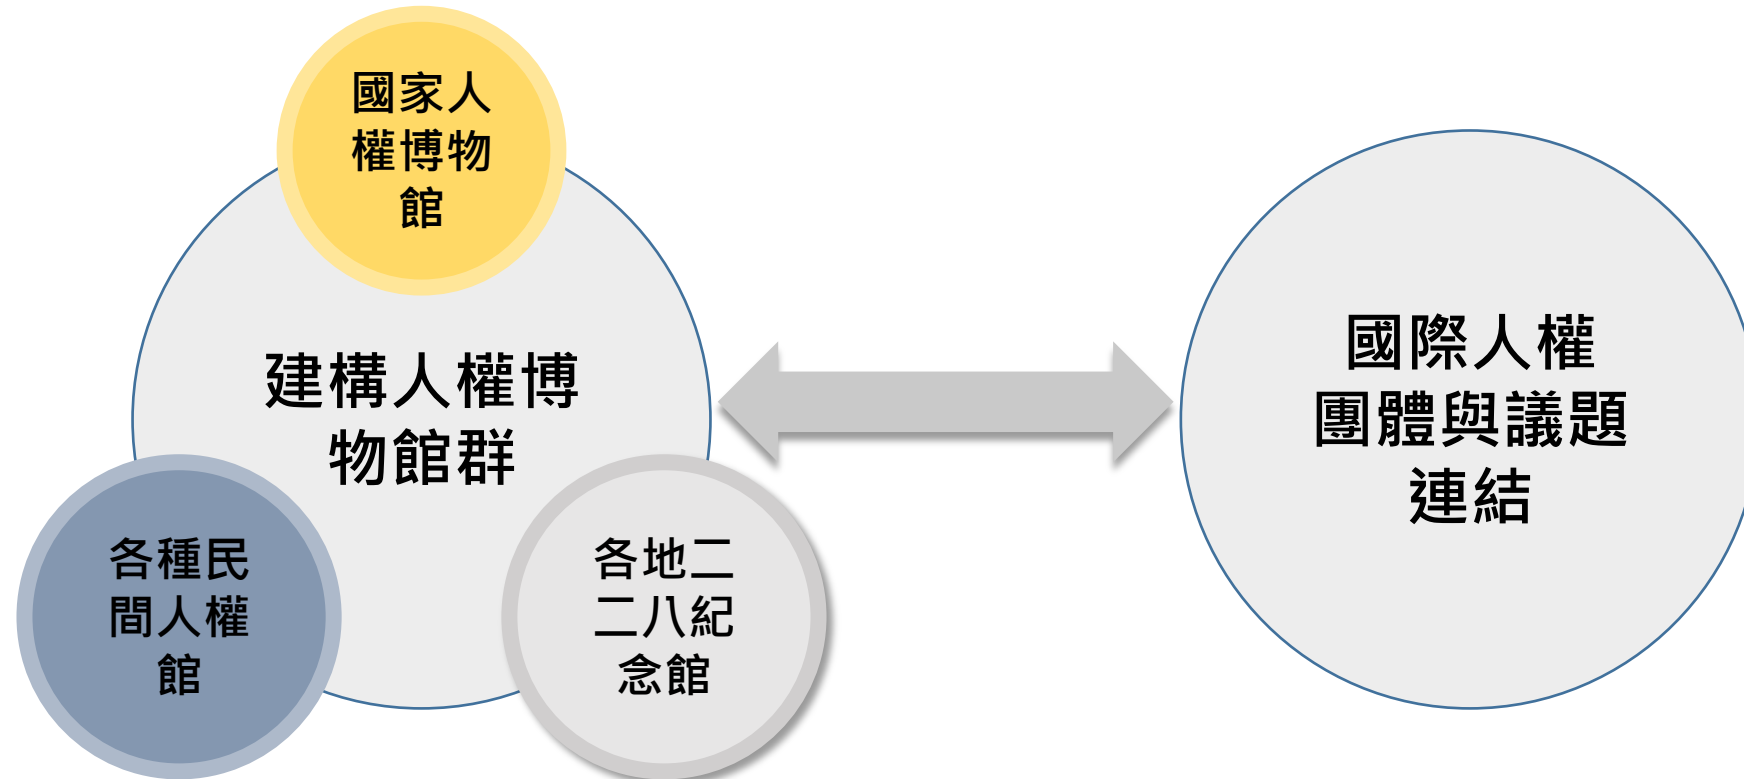 國家人
權博物
館
建構人權博
物館群
各種民
間人權
館
各地二
二八紀
念館
國際人權
團體與議題
連結